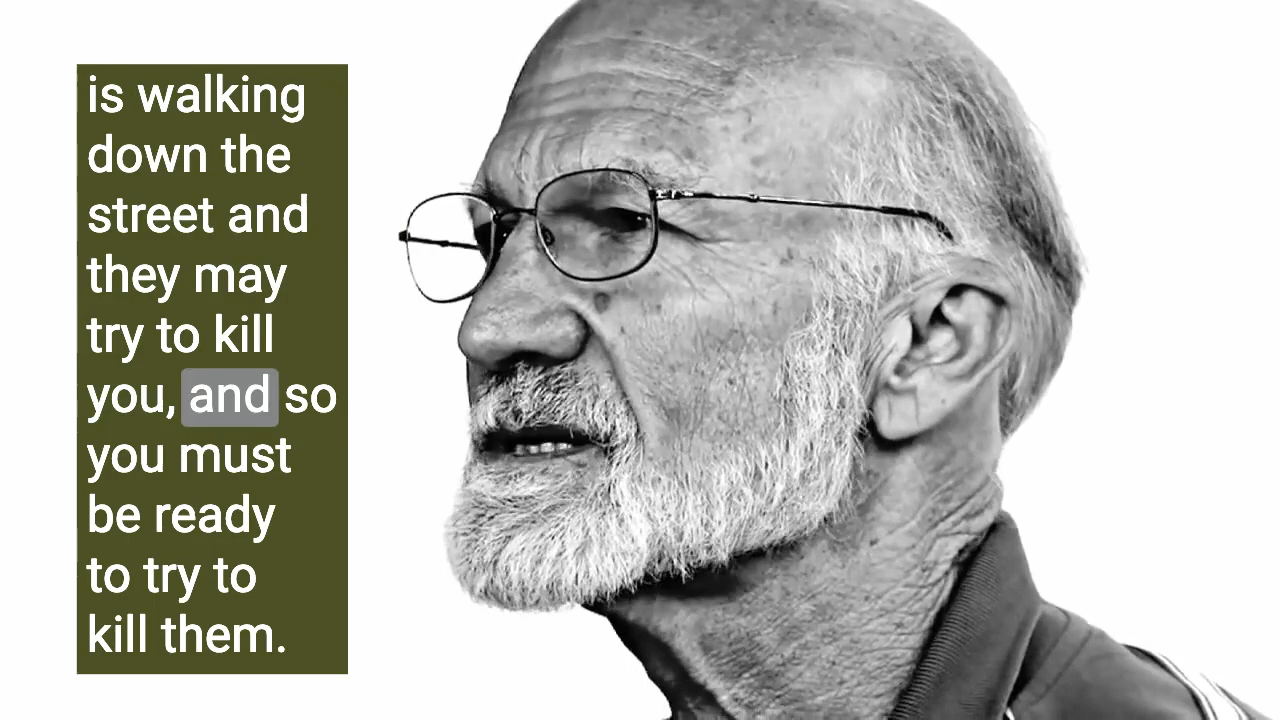 is walking
down the
street and
they may
try to kill
you, and so
you must
be ready
to try to
kill them.